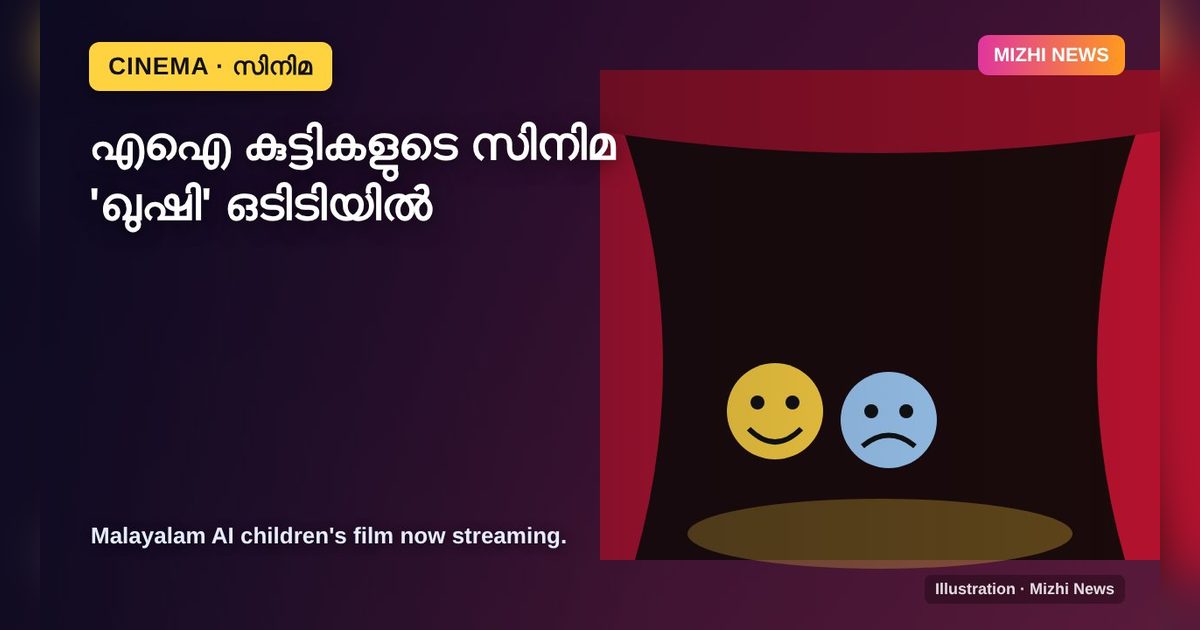 CINEMA · സിനിമ
MIZHI NEWS
എഐ കുട്ടികളുടെ സിനിമ
'ഖുഷി' ഒടിടിയിൽ
Malayalam AI children's film now streaming.
Illustration · Mizhi News